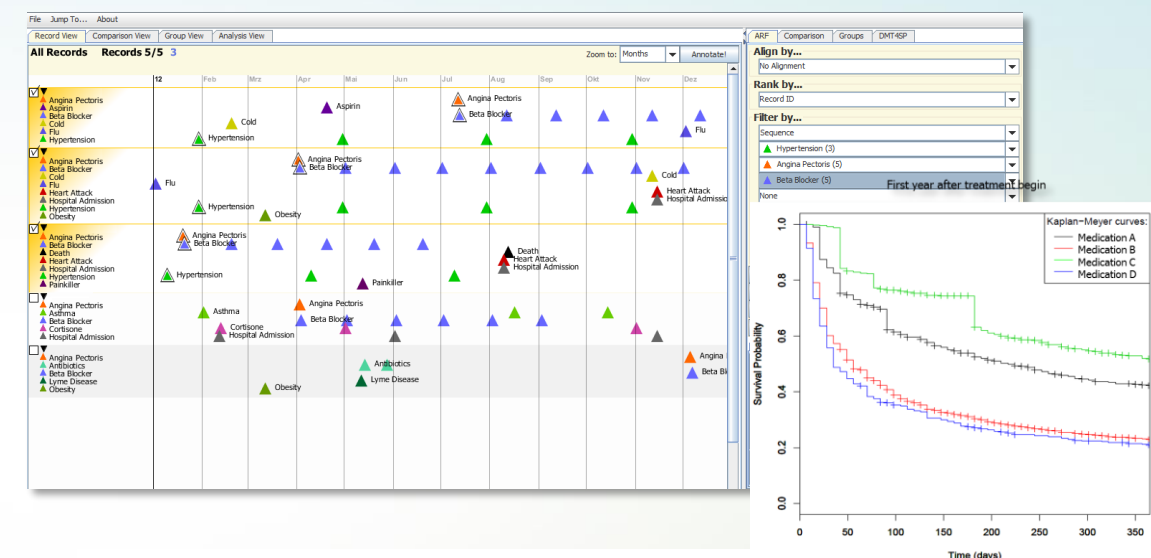 File Jump To... About
Record View Comparison View Group View Analysis View
All Records Records 5/5 3
Zoom to: Months Annotate!
12 Feb Mrz Apr Mai Jun Jul Aug Sep Okt Nov Dez
Angina Pectoris
Aspirin
Beta Blocker
Cold
Flu
Hypertension
Cold
Hypertension
Aspirin
Angina Pectoris
Beta Blocker
Flu
Angina Pectoris
Beta Blocker
Cold
Flu
Heart Attack
Hospital Admission
Hypertension
Obesity
Flu
Hypertension
Obesity
Angina Pectoris
Beta Blocker
Cold
Heart Attack
Hospital Admissio
Angina Pectoris
Beta Blocker
Death
Heart Attack
Hospital Admission
Hypertension
Painkiller
Angina Pectoris
Beta Blocker
Hypertension
Painkiller
Death
Heart Attack
Hospital Admission
Angina Pectoris
Asthma
Beta Blocker
Cortisone
Hospital Admission
Asthma
Cortisone
Hospital Admission
Angina Pectoris
Beta Blocker
Angina Pectoris
Antibiotics
Beta Blocker
Lyme Disease
Obesity
Obesity
Antibiotics
Lyme Disease
Angina
Beta Bl
ARF Comparison Groups DMT4SP
Align by...
No Alignment
Rank by...
Record ID
Filter by...
Sequence
Hypertension (3)
Angina Pectoris (5)
Beta Blocker (5)
None
First year after treatment begin
Kaplan-Meyer curves:
Medication A
Medication B
Medication C
Medication D
Survival Probability
1.0
0.8
0.6
0.4
0.2
0.0
0 50 100 150 200 250 300 350
Time (days)